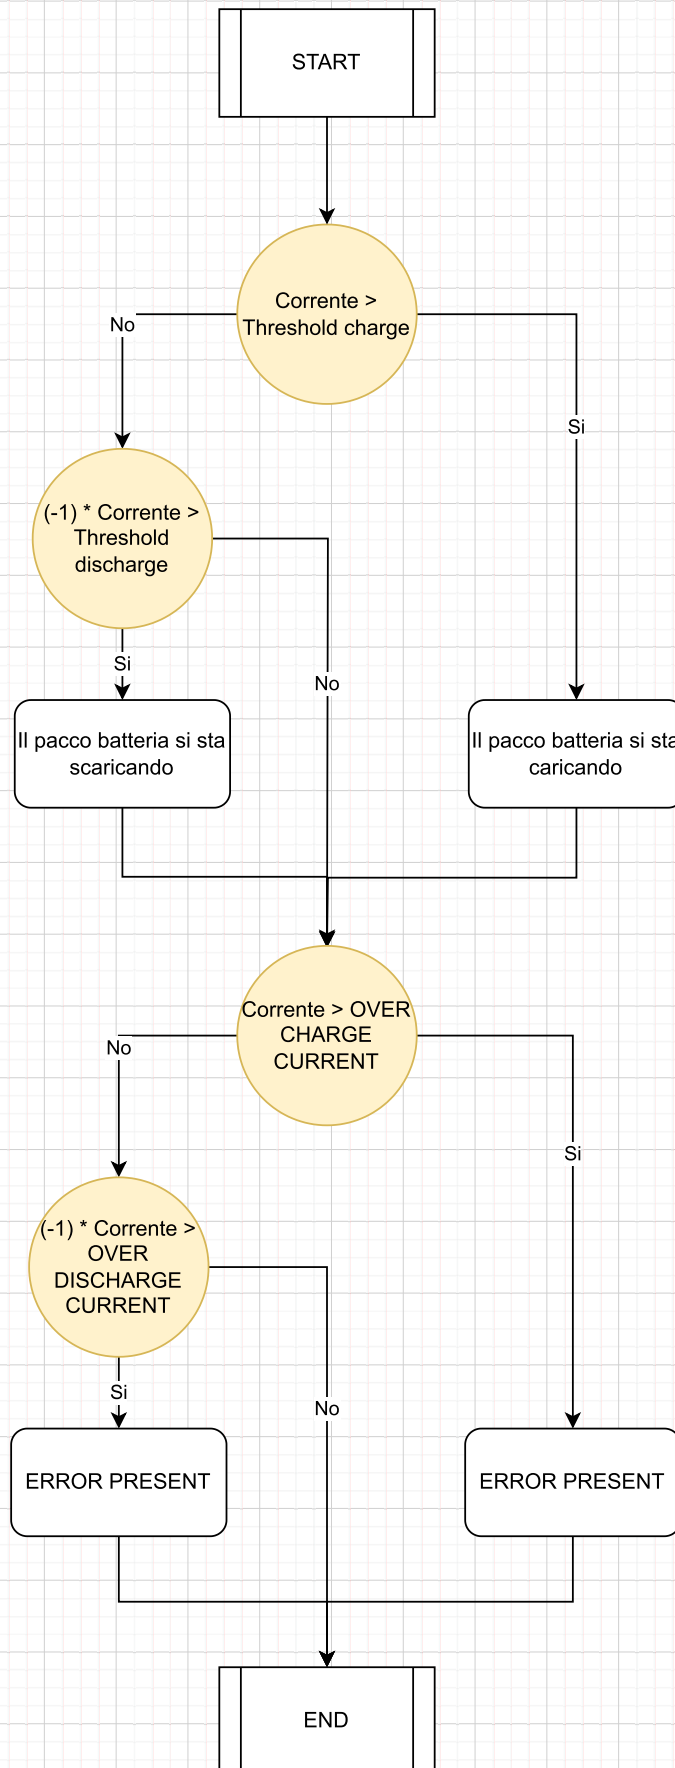 START
Corrente >
Threshold charge
No
Si
(-1) * Corrente >
Threshold
discharge
Si
No
Il pacco batteria si sta
scaricando
Il pacco batteria si sta
caricando
Corrente > OVER
CHARGE
CURRENT
No
Si
(-1) * Corrente >
OVER
DISCHARGE
CURRENT
Si
No
ERROR PRESENT
ERROR PRESENT
END